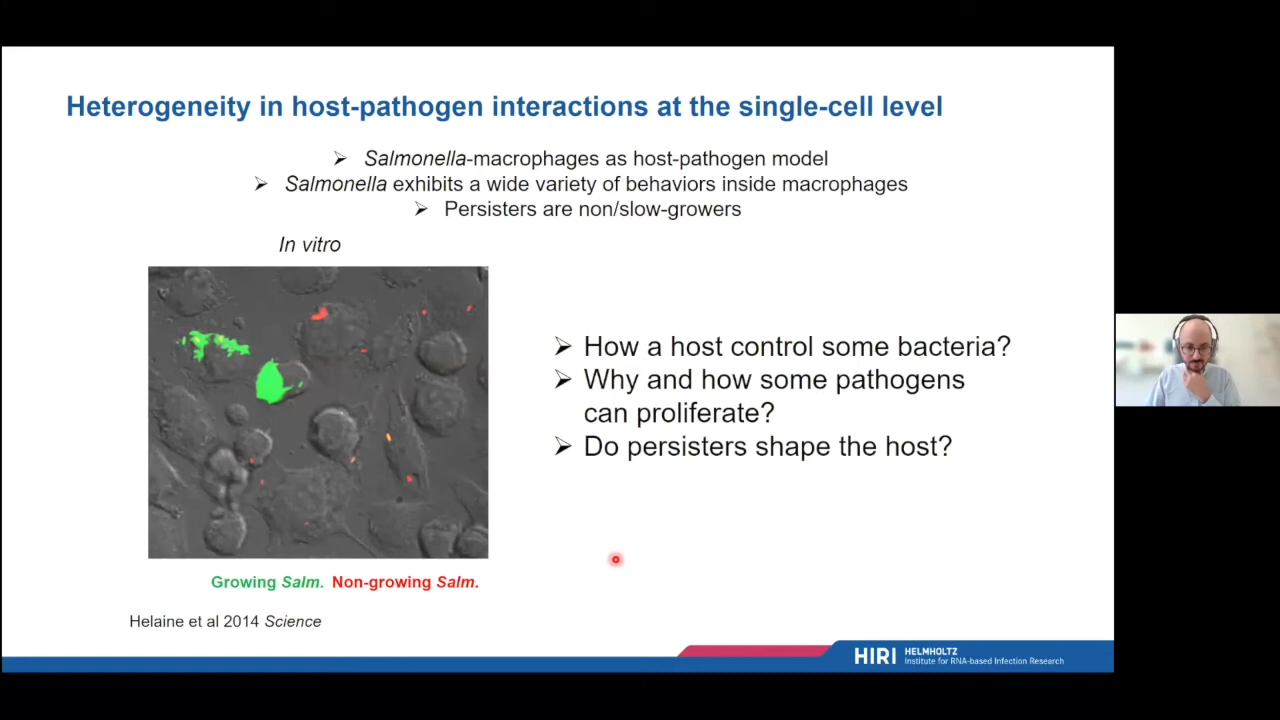 Heterogeneity in host-pathogen interactions at the single-cell level
➢ Salmonella-macrophages as host-pathogen model
➢ Salmonella exhibits a wide variety of behaviors inside macrophages
➢ Persisters are non/slow-growers
In vitro
➢ How a host control some bacteria?
➢ Why and how some pathogens
can proliferate?
➢ Do persisters shape the host?
Growing Salm. Non-growing Salm.
Helaine et al 2014 Science
HIRI HELMHOLTZ
Institute for RNA-based Infection Research